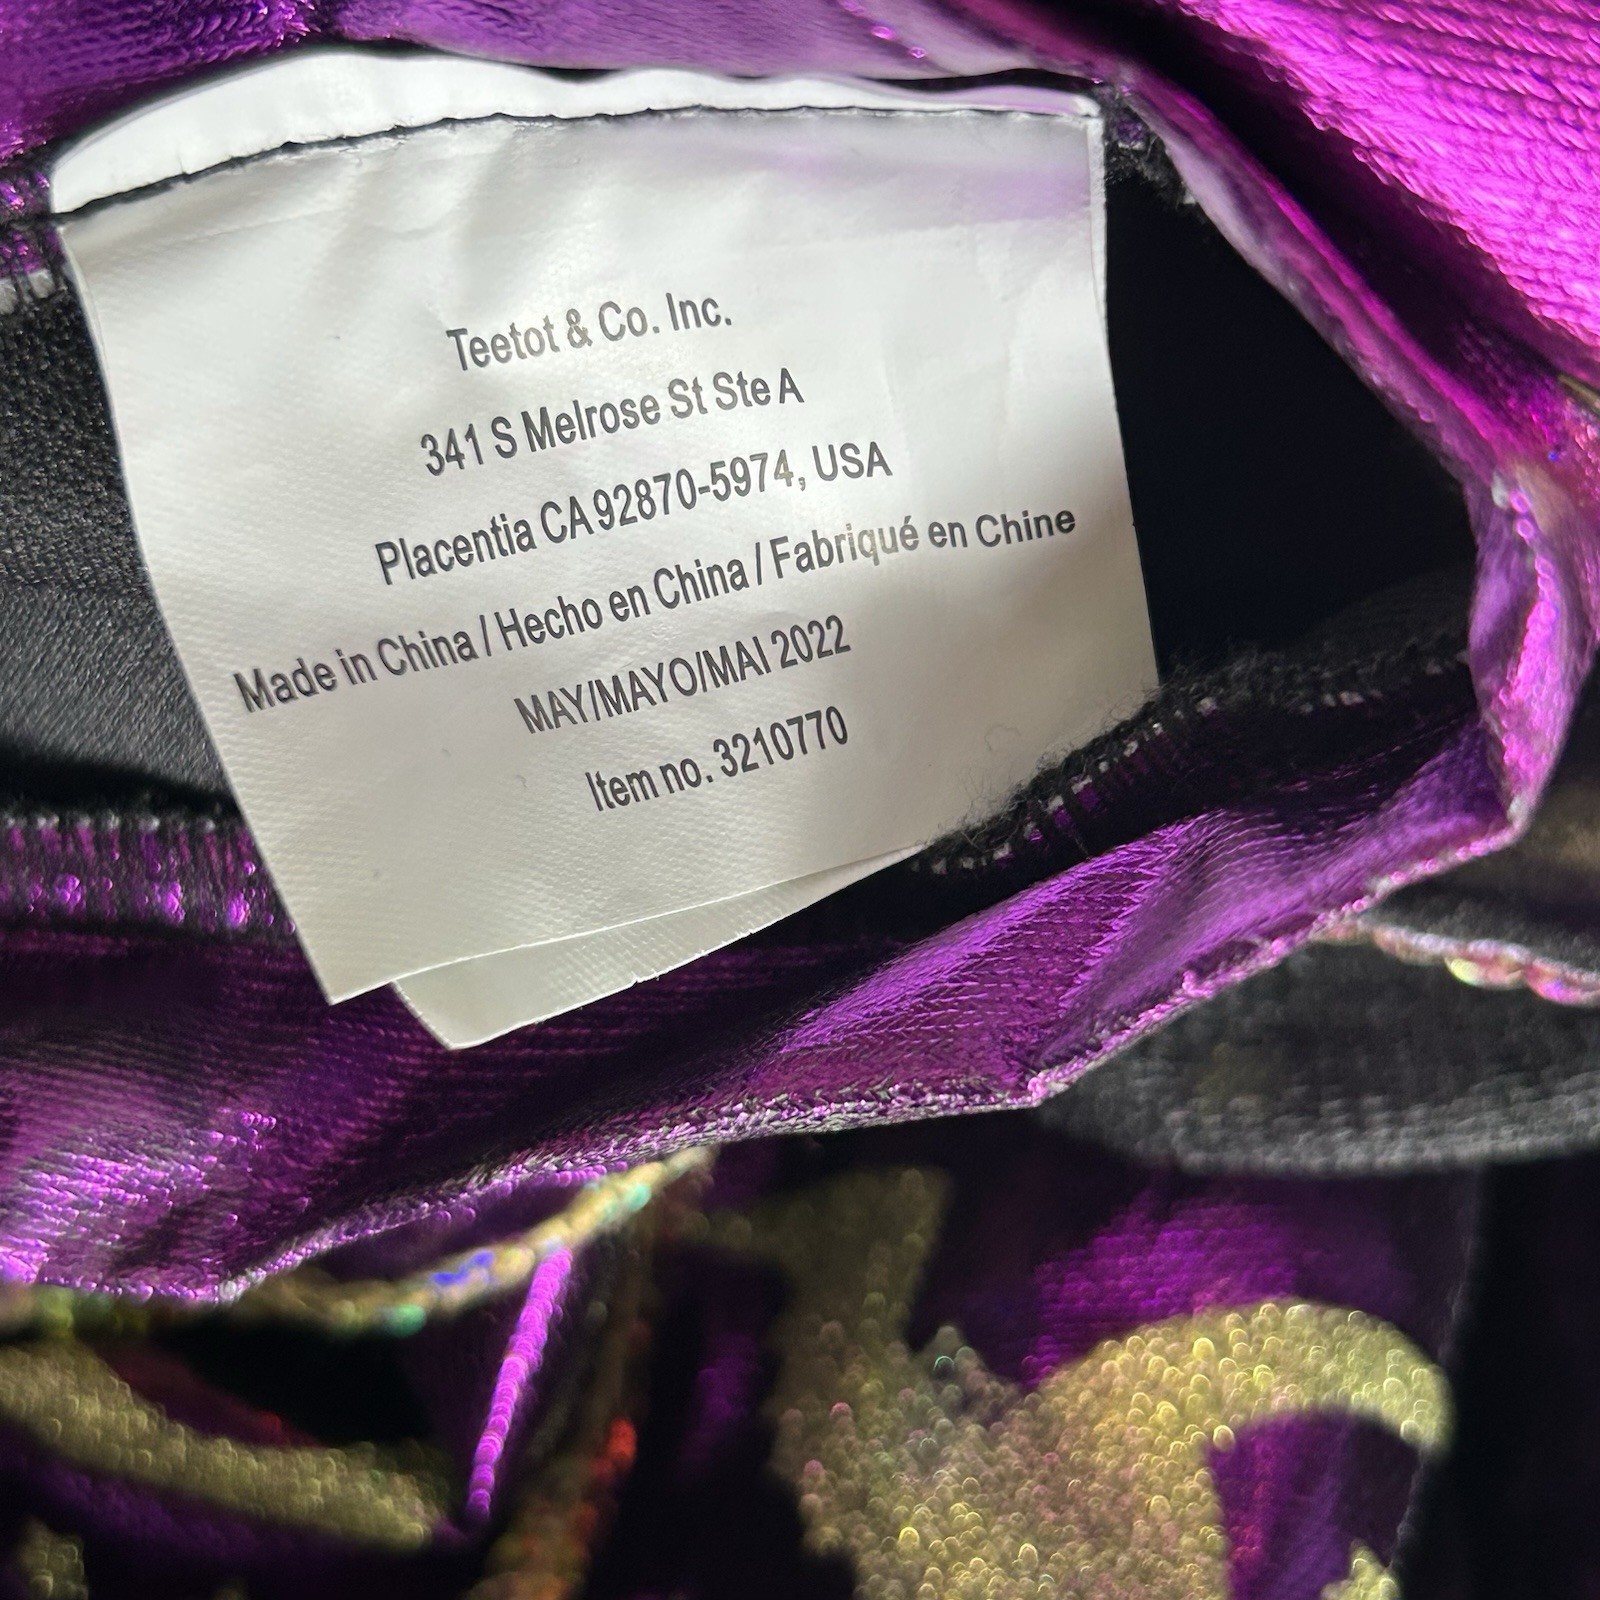 Teetot & Co. Inc.
341 S Melrose St Ste A
Placentia CA 92870-5974, USA
Made in China / Hecho en China / Fabriqué en Chine
MAY/MAYO/MAI 2022
Item no. 3210770